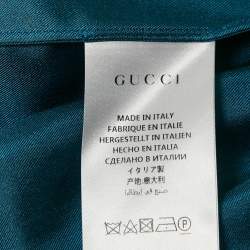 GUCCI
MADE IN ITALY
FABRIQUE EN ITALIE
HERGESTELLT IN ITALIEN
HECHO EN ITALIA
СДЕЛАНО В ИТАЛИИ
イタリア製
产地:意大利
صنع في إيطاليا
P